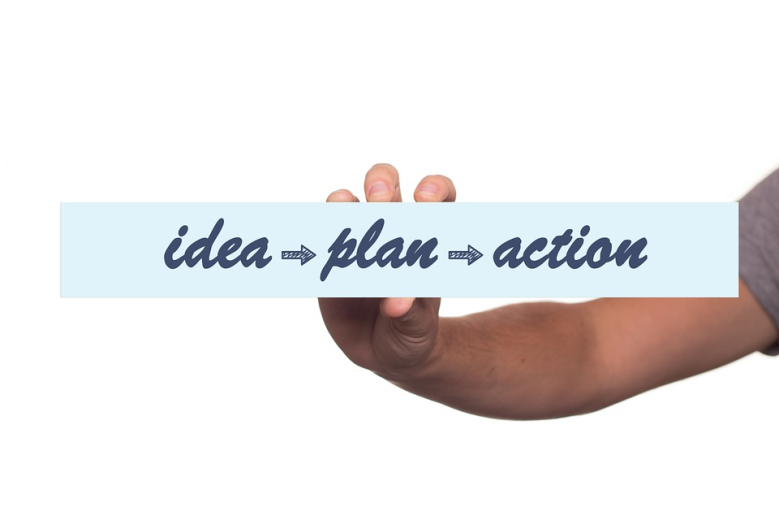 idea ⇒ plan ⇒ action